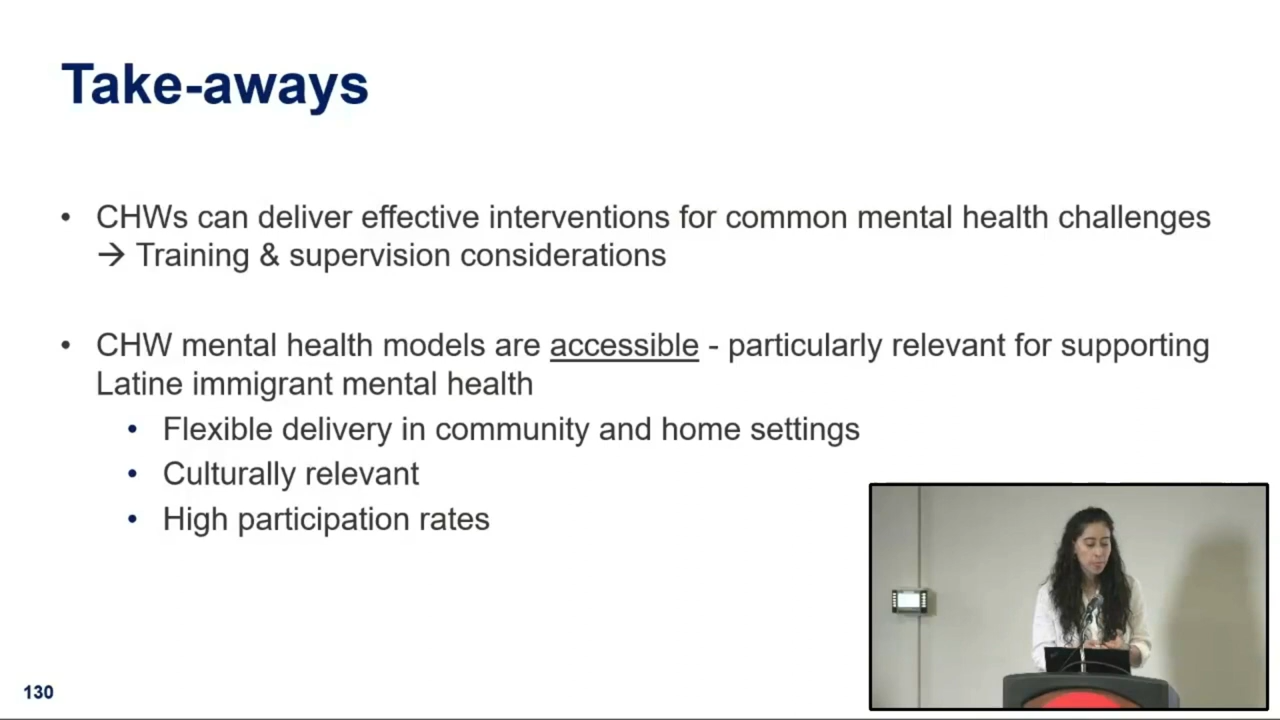 Take-aways
• CHWs can deliver effective interventions for common mental health challenges
→ Training & supervision considerations
• CHW mental health models are accessible - particularly relevant for supporting
Latine immigrant mental health
• Flexible delivery in community and home settings
• Culturally relevant
• High participation rates
130